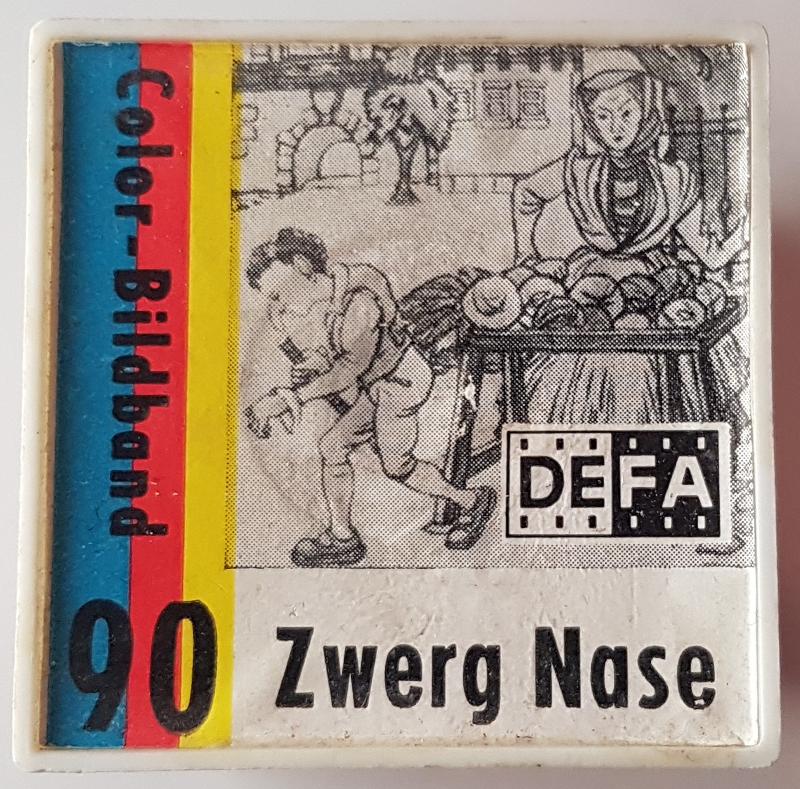 Color-Bildband
DEFA
90
Zwerg Nase